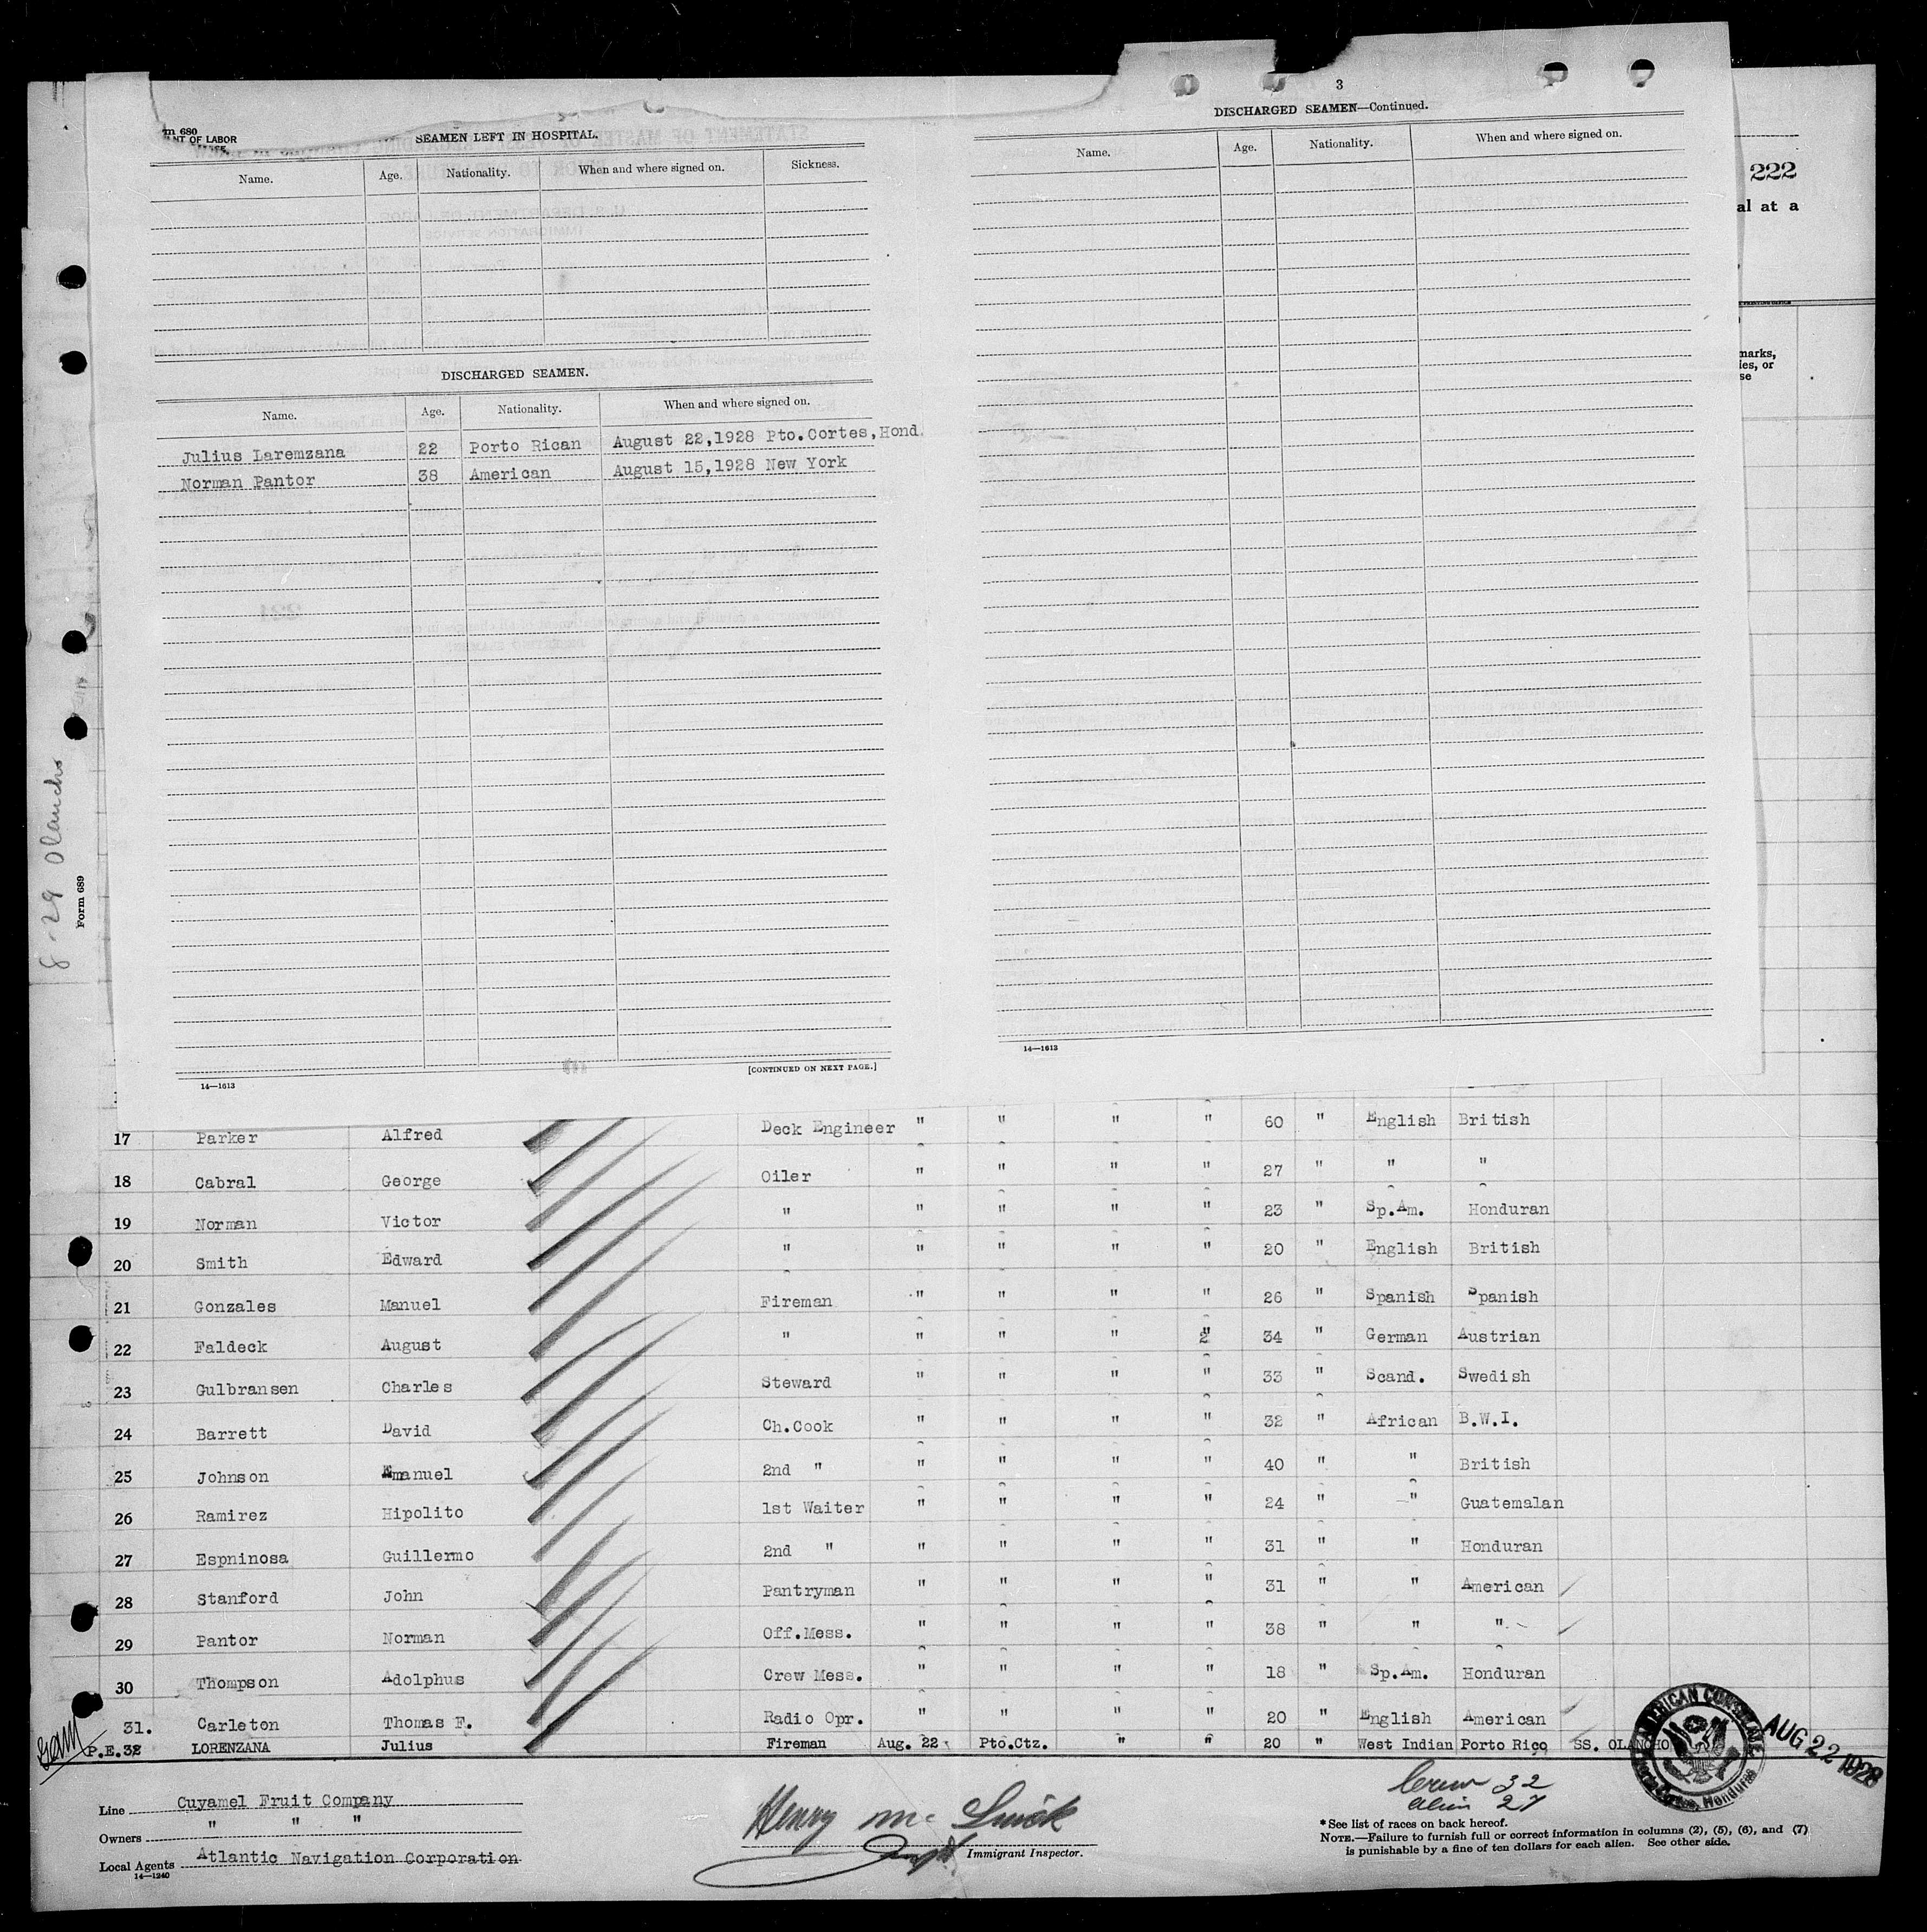 m 680
NT OF LABOR
SEAMEN LEFT IN HOSPITAL.
Name. Age. Nationality. When and where signed on. Sickness.
DISCHARGED SEAMEN.
Name. Age. Nationality. When and where signed on.
Julius Laremzana 22 Porto Rican August 22,1928 Pto.Cortes,Hond.
Norman Pantor 38 American August 15,1928 New York
14—1613
[CONTINUED ON NEXT PAGE.]
3
DISCHARGED SEAMEN—Continued.
Name. Age. Nationality. When and where signed on.
14—1613
222
al at a
marks,
ies, or
se
8-29 Olancho
Form 689
17 Parker Alfred Deck Engineer " " " " 60 " English British
18 Cabral George Oiler " " " " 27 " " "
19 Norman Victor " " " " " 23 " Sp.Am. Honduran
20 Smith Edward " " " " " 20 " English British
21 Gonzales Manuel Fireman " " " " 26 " Spanish Spanish
22 Faldeck August " " " " 2 34 " German Austrian
23 Gulbransen Charles Steward " " " " 33 " Scand. Swedish
24 Barrett David Ch.Cook " " " " 32 " African B.W.I.
25 Johnson Emanuel 2nd " " " " " 40 " " British
26 Ramirez Hipolito 1st Waiter " " " " 24 " " Guatemalan
27 Espninosa Guillermo 2nd " " " " " 31 " " Honduran
28 Stanford John Pantryman " " " " 31 " " American
29 Pantor Norman Off.Mess. " " " " 38 " " "
30 Thompson Adolphus Crew Mess. " " " " 18 " Sp.Am. Honduran
31. Carleton Thomas F. Radio Opr. " " " " 20 " English American
P.E.32 LORENZANA Julius Fireman Aug. 22 Pto.Ctz. " " 20 " West Indian Porto Rico SS. OLANCHO
AMERICAN CONSULATE
Honduras
AUG 22 1928
Line Cuyamel Fruit Company
Owners " " "
Local Agents Atlantic Navigation Corporation
14—1240
Immigrant Inspector.
Crew 32
Alien 27
*See list of races on back hereof.
NOTE.—Failure to furnish full or correct information in columns (2), (5), (6), and (7)
is punishable by a fine of ten dollars for each alien. See other side.